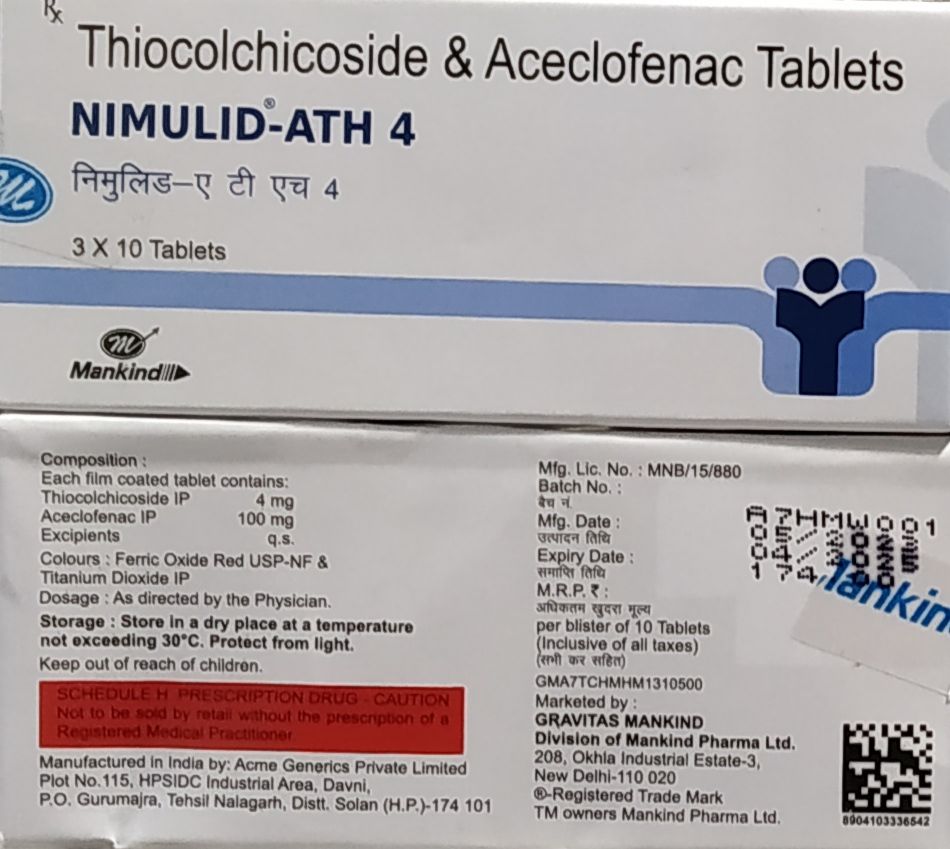 Rx
Thiocolchicoside & Aceclofenac Tablets
NIMULID®-ATH 4
निमुलिड–ए टी एच 4
3 X 10 Tablets
Mankind
Composition :
Each film coated tablet contains:
Thiocolchicoside IP 4 mg
Aceclofenac IP 100 mg
Excipients q.s.
Colours : Ferric Oxide Red USP-NF &
Titanium Dioxide IP
Dosage : As directed by the Physician.
Storage : Store in a dry place at a temperature
not exceeding 30°C. Protect from light.
Keep out of reach of children.
SCHEDULE H PRESCRIPTION DRUG - CAUTION
Not to be sold by retail without the prescription of a
Registered Medical Practitioner
Manufactured in India by: Acme Generics Private Limited
Plot No.115, HPSIDC Industrial Area, Davni,
P.O. Gurumajra, Tehsil Nalagarh, Distt. Solan (H.P.)-174 101
Mfg. Lic. No. : MNB/15/880
Batch No. :
बैच नं.
Mfg. Date :
उत्पादन तिथि
Expiry Date :
समाप्ति तिथि
M.R.P. ₹ :
अधिकतम खुदरा मूल्य
per blister of 10 Tablets
(Inclusive of all taxes)
(सभी कर सहित)
GMA7TCHMHM1310500
Marketed by :
GRAVITAS MANKIND
Division of Mankind Pharma Ltd.
208, Okhla Industrial Estate-3,
New Delhi-110 020
®-Registered Trade Mark
TM owners Mankind Pharma Ltd.
8904103336542